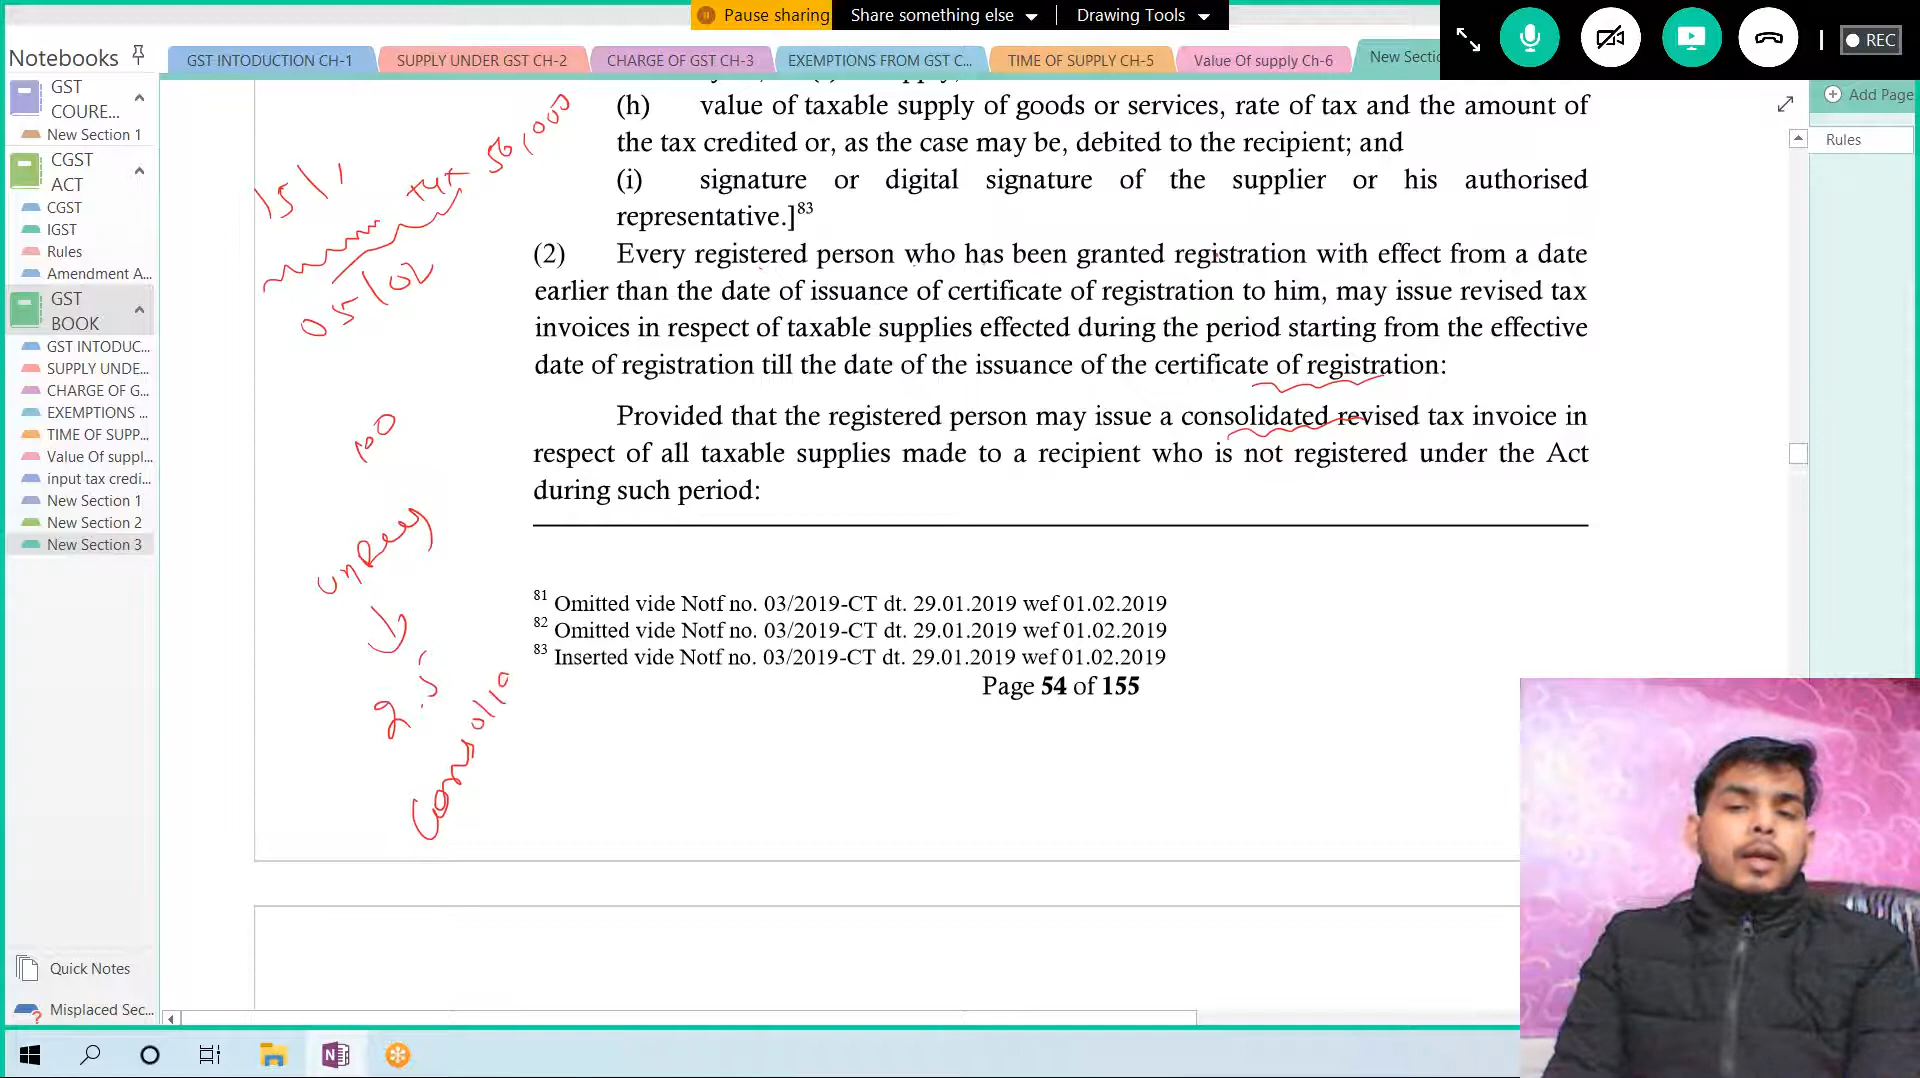 Pause sharing
Share something else
Drawing Tools
REC
Notebooks
GST INTODUCTION CH-1
SUPPLY UNDER GST CH-2
CHARGE OF GST CH-3
EXEMPTIONS FROM GST C...
TIME OF SUPPLY CH-5
Value Of supply Ch-6
New Sectio
GST
COURE...
New Section 1
CGST
ACT
CGST
IGST
Rules
Amendment A...
GST
BOOK
GST INTODUC...
SUPPLY UNDE...
CHARGE OF G...
EXEMPTIONS ...
TIME OF SUPP...
Value Of suppl...
input tax credi...
New Section 1
New Section 2
New Section 3
Quick Notes
Misplaced Sec...
Add Page
Rules
(h) value of taxable supply of goods or services, rate of tax and the amount of
the tax credited or, as the case may be, debited to the recipient; and
(i) signature or digital signature of the supplier or his authorised
representative.]83
(2) Every registered person who has been granted registration with effect from a date
earlier than the date of issuance of certificate of registration to him, may issue revised tax
invoices in respect of taxable supplies effected during the period starting from the effective
date of registration till the date of the issuance of the certificate of registration:
Provided that the registered person may issue a consolidated revised tax invoice in
respect of all taxable supplies made to a recipient who is not registered under the Act
during such period:
81 Omitted vide Notf no. 03/2019-CT dt. 29.01.2019 wef 01.02.2019
82 Omitted vide Notf no. 03/2019-CT dt. 29.01.2019 wef 01.02.2019
83 Inserted vide Notf no. 03/2019-CT dt. 29.01.2019 wef 01.02.2019
Page 54 of 155
50,000
05/02
unReg
2.5